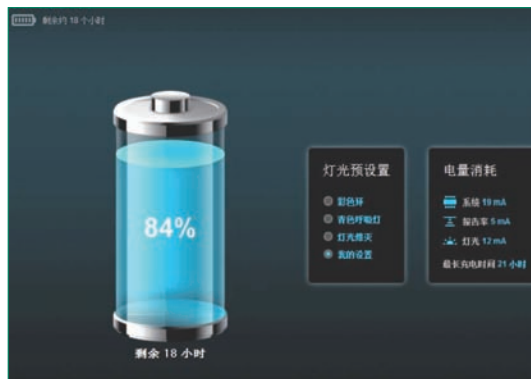 剩余约 18 个小时
84%
剩余 18 小时
灯光预设置
彩色环
青色呼吸灯
灯光熄灭
我的设置
电量消耗
系统 19 mA
报告率 5 mA
灯光 12 mA
最长充电时间 21 小时